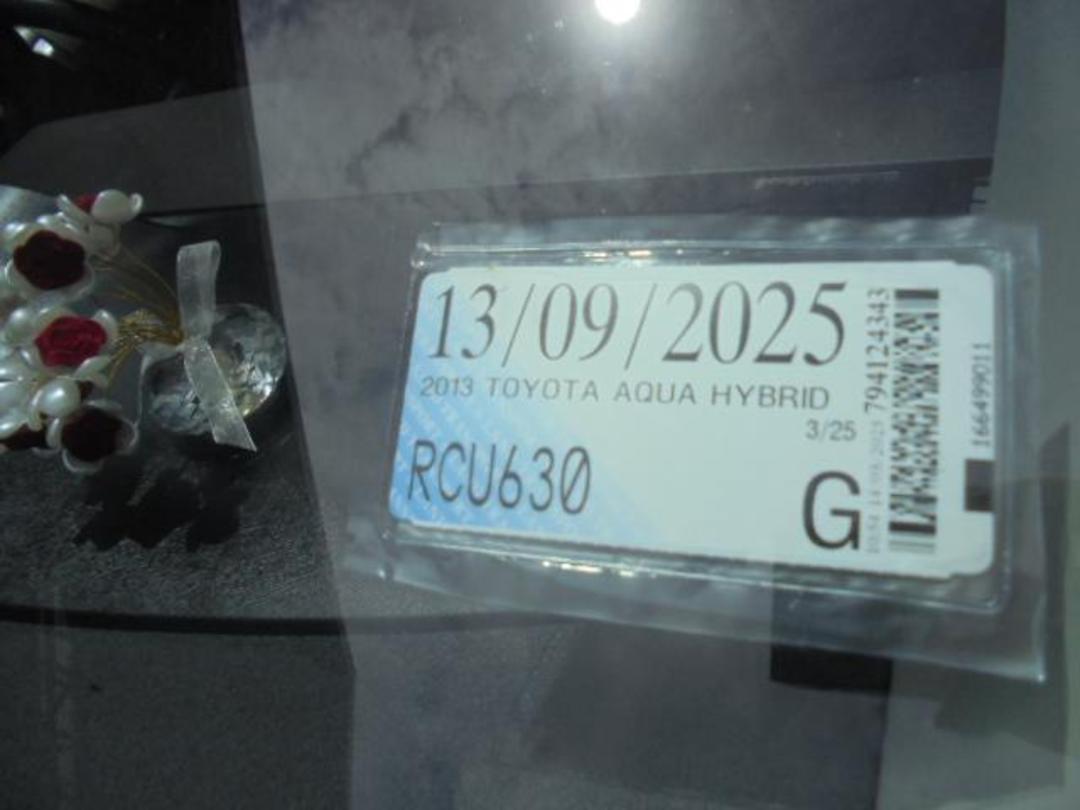 13/09/2025
2013 TOYOTA AQUA HYBRID
3/25
RCU630
G
794124343
166499011